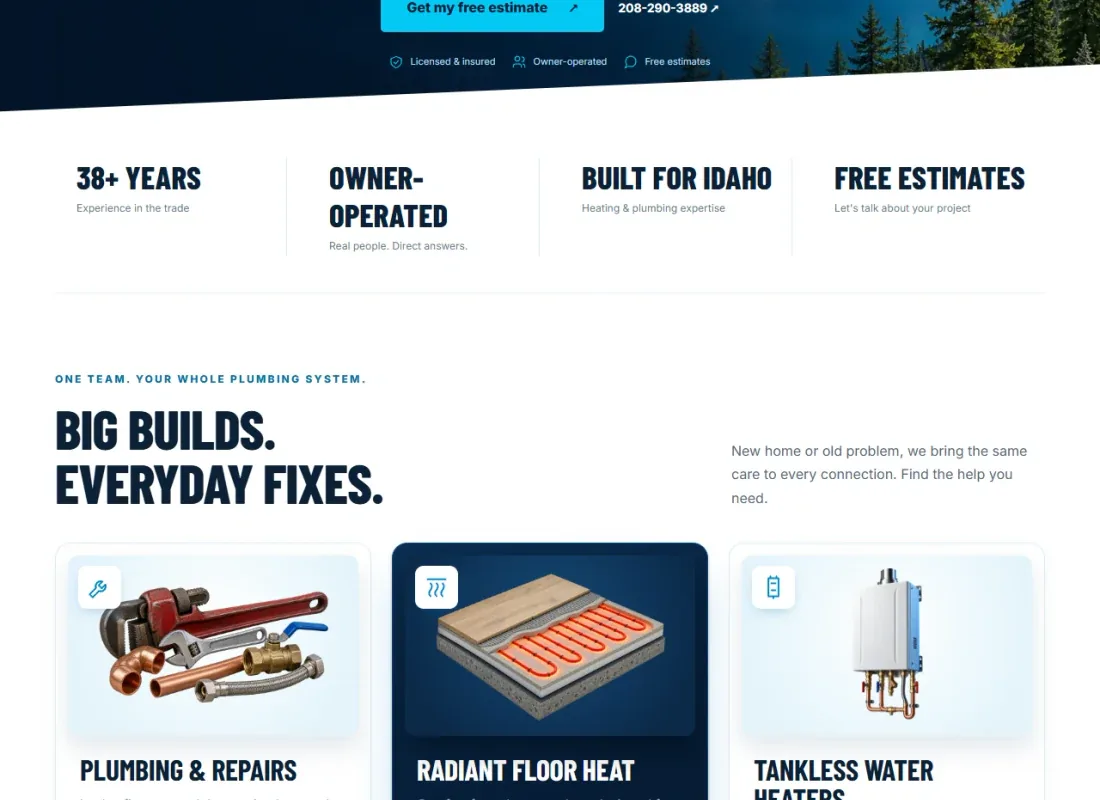 Get my free estimate ↗
208-290-3889 ↗
Licensed & insured
Owner-operated
Free estimates
38+ YEARS
Experience in the trade
OWNER-
OPERATED
Real people. Direct answers.
BUILT FOR IDAHO
Heating & plumbing expertise
FREE ESTIMATES
Let's talk about your project
ONE TEAM. YOUR WHOLE PLUMBING SYSTEM.
BIG BUILDS.
EVERYDAY FIXES.
New home or old problem, we bring the same
care to every connection. Find the help you
need.
PLUMBING & REPAIRS
RADIANT FLOOR HEAT
TANKLESS WATER
HEATERS